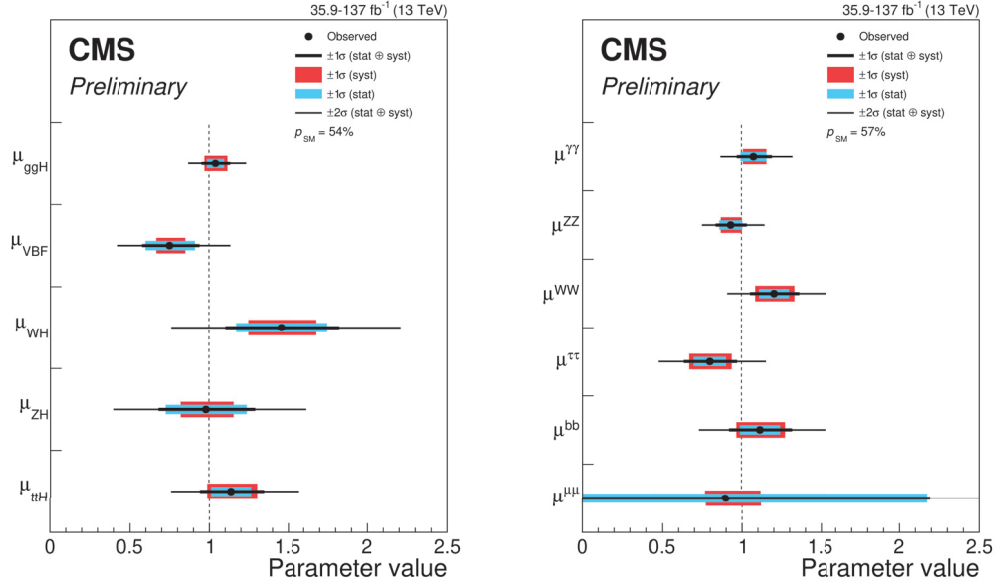 35.9-137 fb⁻¹ (13 TeV)
CMS
Preliminary
Observed
±1σ (stat ⊕ syst)
±1σ (syst)
±1σ (stat)
±2σ (stat ⊕ syst)
p_SM = 54%
μ_ggH
μ_VBF
μ_WH
μ_ZH
μ_ttH
0 0.5 1 1.5 2 2.5
Parameter value
35.9-137 fb⁻¹ (13 TeV)
CMS
Preliminary
Observed
±1σ (stat ⊕ syst)
±1σ (syst)
±1σ (stat)
±2σ (stat ⊕ syst)
p_SM = 57%
μ^γγ
μ^ZZ
μ^WW
μ^ττ
μ^bb
μ^μμ
0 0.5 1 1.5 2 2.5
Parameter value